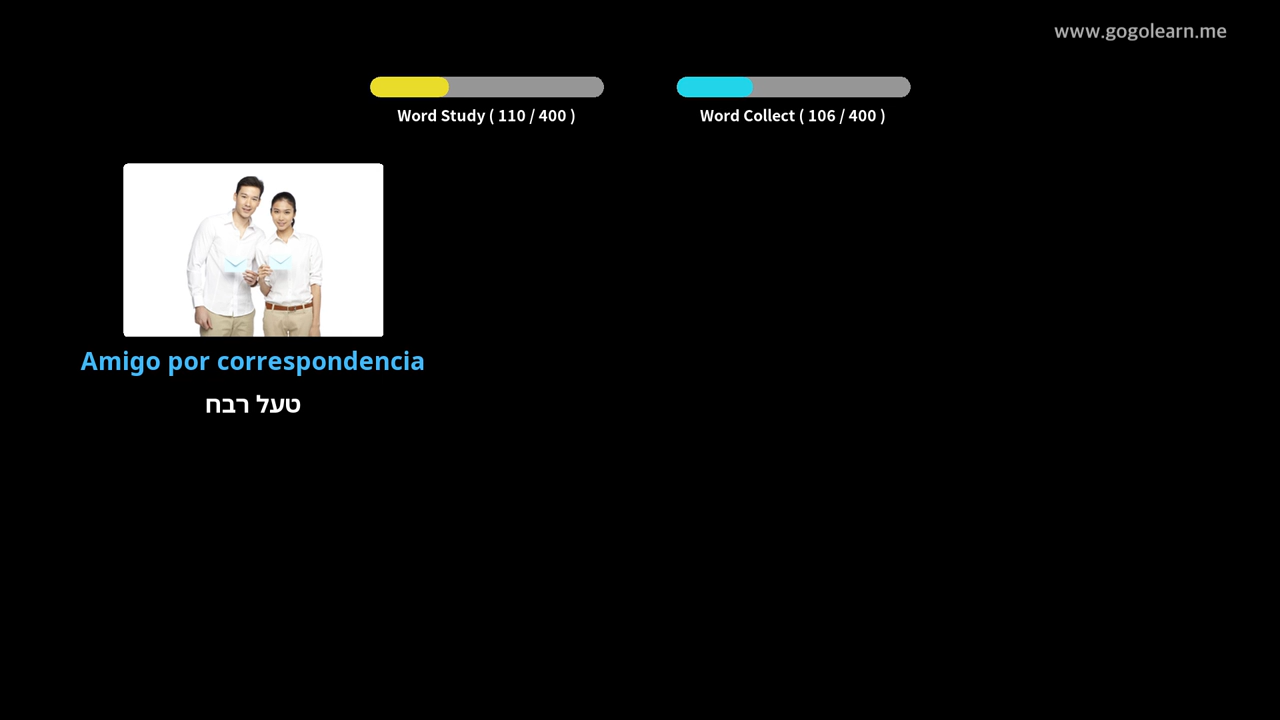 www.gogolearn.me
Word Study ( 110 / 400 )
Word Collect ( 106 / 400 )
Amigo por correspondencia
טעל רבח